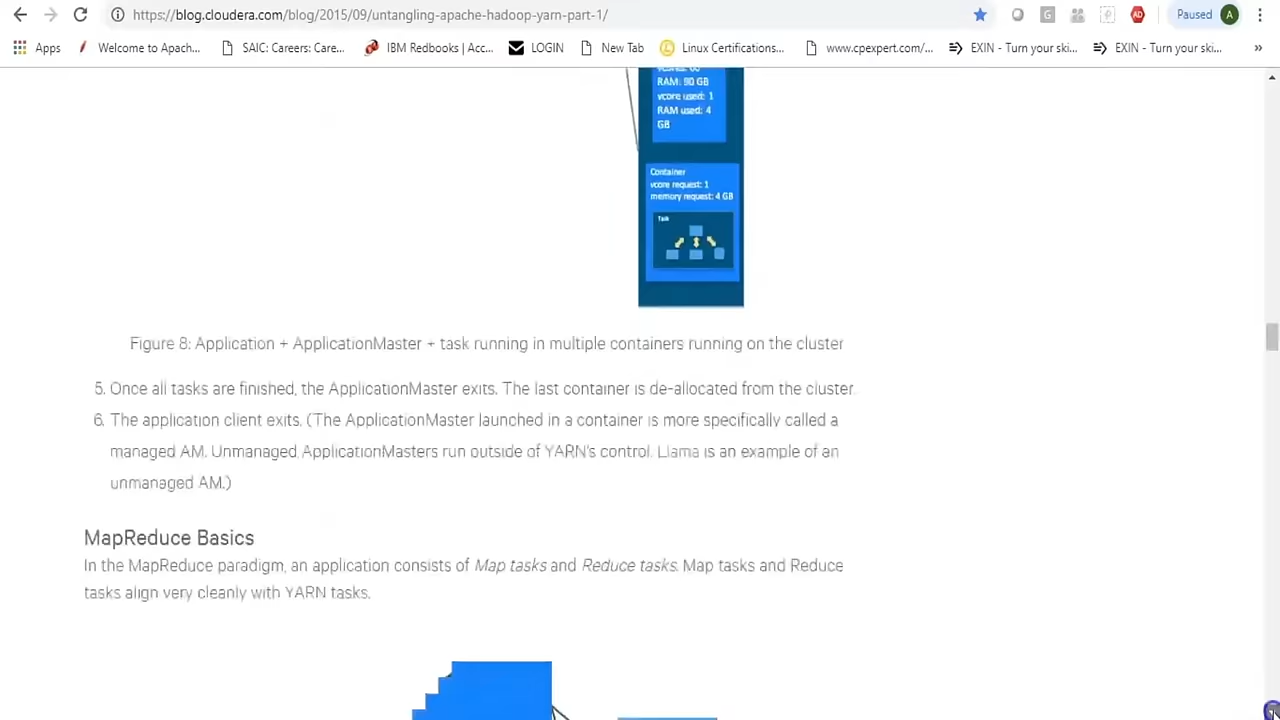 https://blog.cloudera.com/blog/2015/09/untangling-apache-hadoop-yarn-part-1/
G
AD
Paused
A
Apps
Welcome to Apach...
SAIC: Careers: Care...
IBM Redbooks | Acc...
LOGIN
New Tab
Linux Certifications...
www.cpexpert.com/...
EXIN - Turn your ski...
EXIN - Turn your ski...
»
RAM: 90 GB
vcore used: 1
RAM used: 4
GB
Container
vcore request: 1
memory request: 4 GB
Task
Figure 8: Application + ApplicationMaster + task running in multiple containers running on the cluster
5. Once all tasks are finished, the ApplicationMaster exits. The last container is de-allocated from the cluster.
6. The application client exits. (The ApplicationMaster launched in a container is more specifically called a
managed AM. Unmanaged ApplicationMasters run outside of YARN's control. Llama is an example of an
unmanaged AM.)
MapReduce Basics
In the MapReduce paradigm, an application consists of Map tasks and Reduce tasks. Map tasks and Reduce
tasks align very cleanly with YARN tasks.